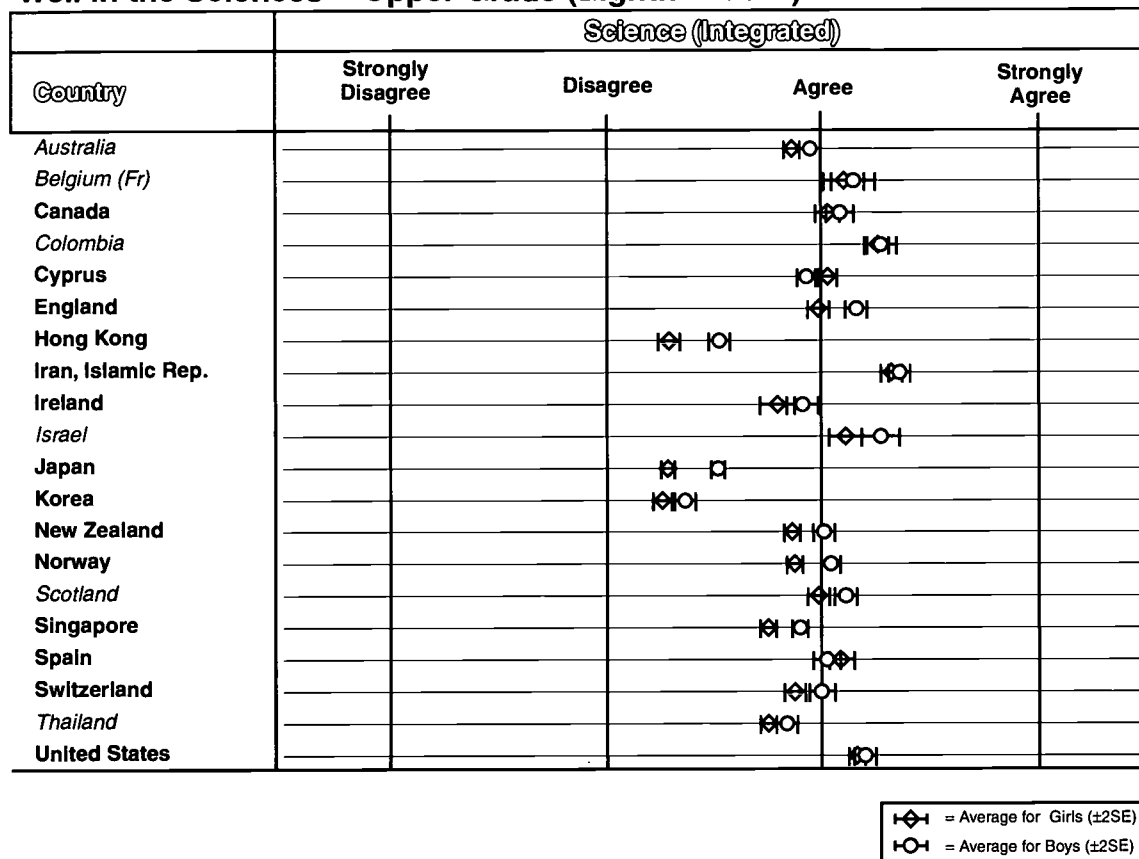 Science (Integrated)
Country
Strongly
Disagree
Disagree
Agree
Strongly
Agree
Australia
Belgium (Fr)
Canada
Colombia
Cyprus
England
Hong Kong
Iran, Islamic Rep.
Ireland
Israel
Japan
Korea
New Zealand
Norway
Scotland
Singapore
Spain
Switzerland
Thailand
United States
= Average for Girls (±2SE)
= Average for Boys (±2SE)